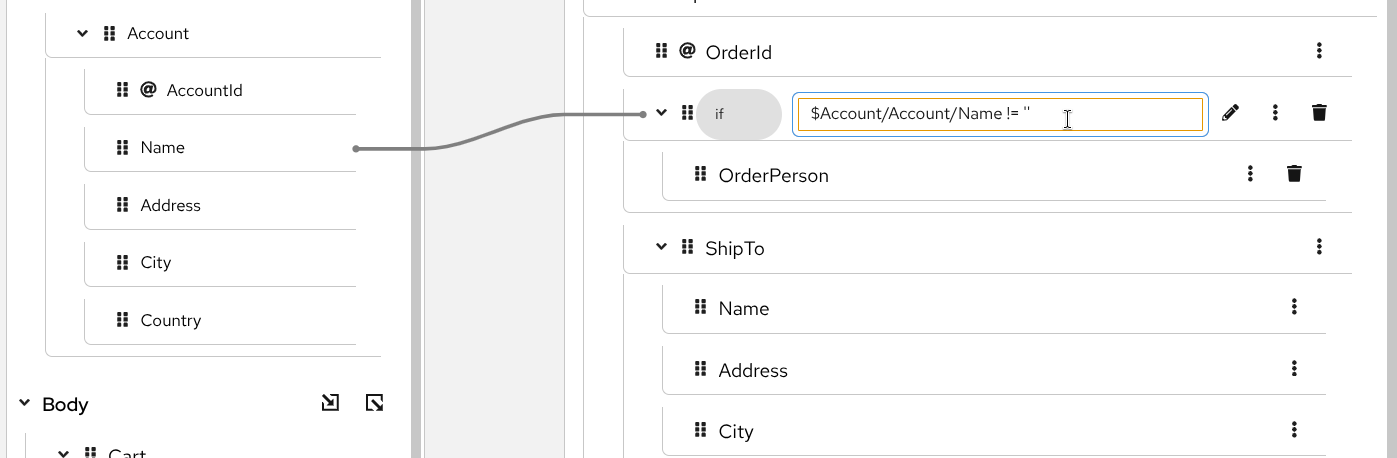 Account
@ AccountId
Name
Address
City
Country
Body
Cart
@ OrderId
if
$Account/Account/Name != ''
OrderPerson
ShipTo
Name
Address
City